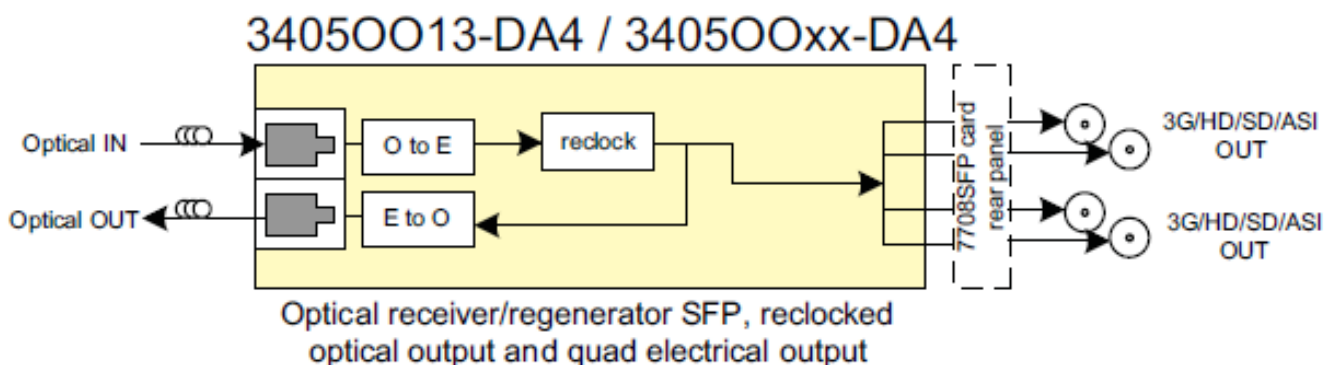 3405OO13-DA4 / 3405OOxx-DA4
Optical IN
O to E
reclock
7708SFP card
rear panel
3G/HD/SD/ASI
OUT
Optical OUT
E to O
3G/HD/SD/ASI
OUT
Optical receiver/regenerator SFP, reclocked
optical output and quad electrical output